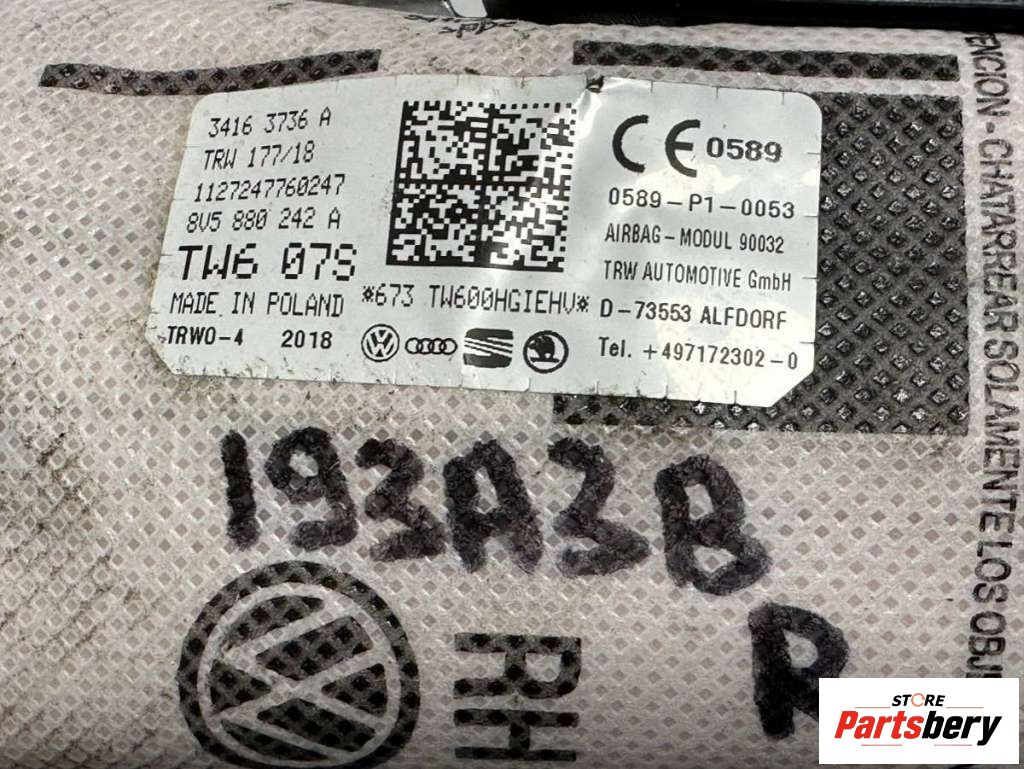 3416 3736 A
TRW 177/18
1127247760247
8V5 880 242 A
TW6 07S
MADE IN POLAND
*673 TW600HGIEHV*
TRWO-4 2018
CE 0589
0589-P1-0053
AIRBAG-MODUL 90032
TRW AUTOMOTIVE GmbH
D-73553 ALFDORF
Tel. +497172302-0
193A3B
R
RH
CHATARREAR SOLAMENTE LOS
STORE
Partsbery